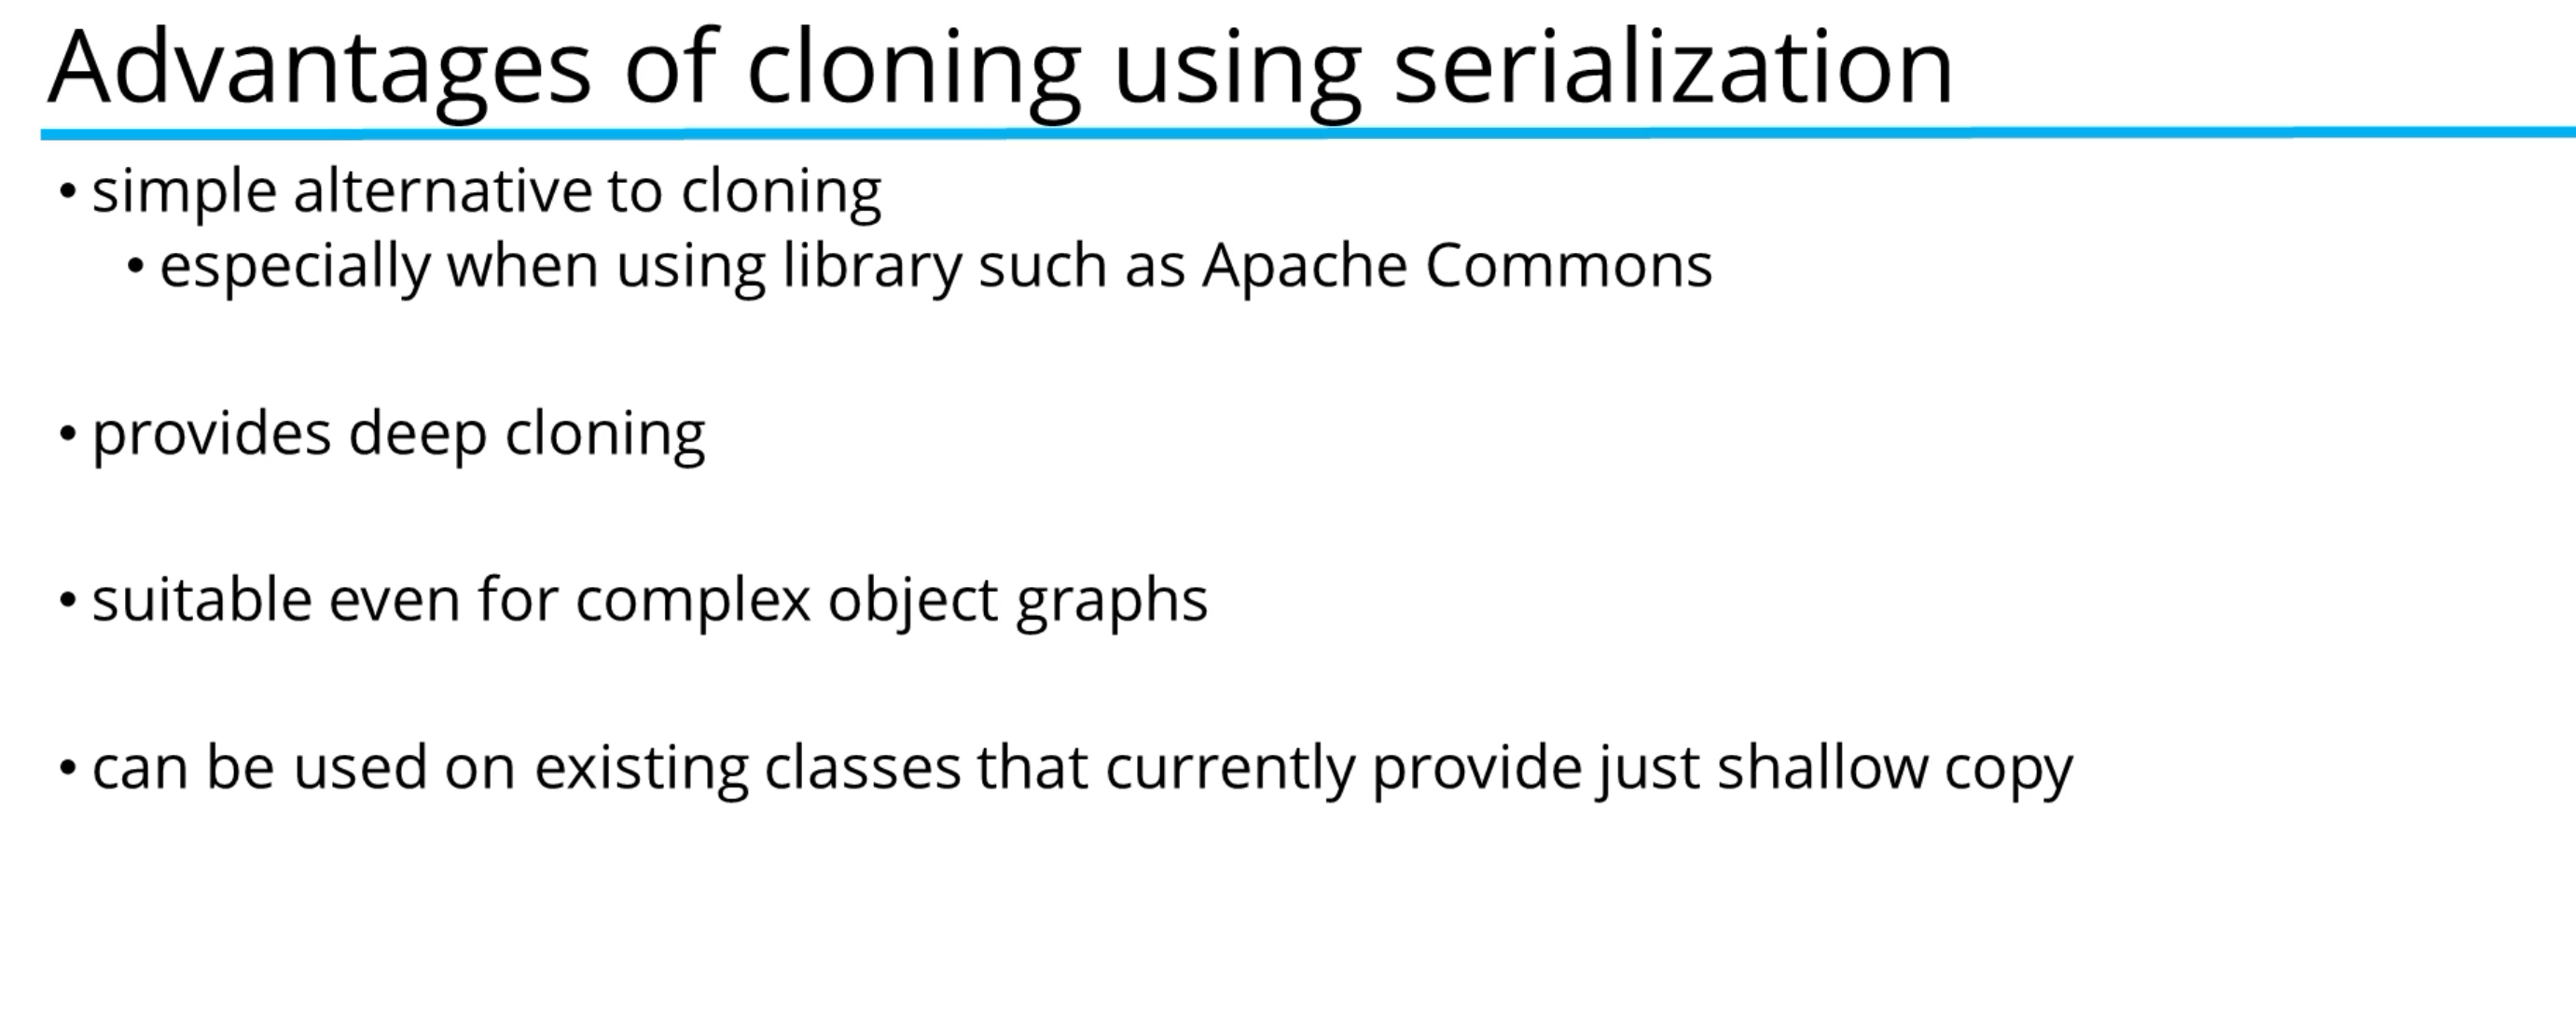 Advantages of cloning using serialization
• simple alternative to cloning
• especially when using library such as Apache Commons
• provides deep cloning
• suitable even for complex object graphs
• can be used on existing classes that currently provide just shallow copy